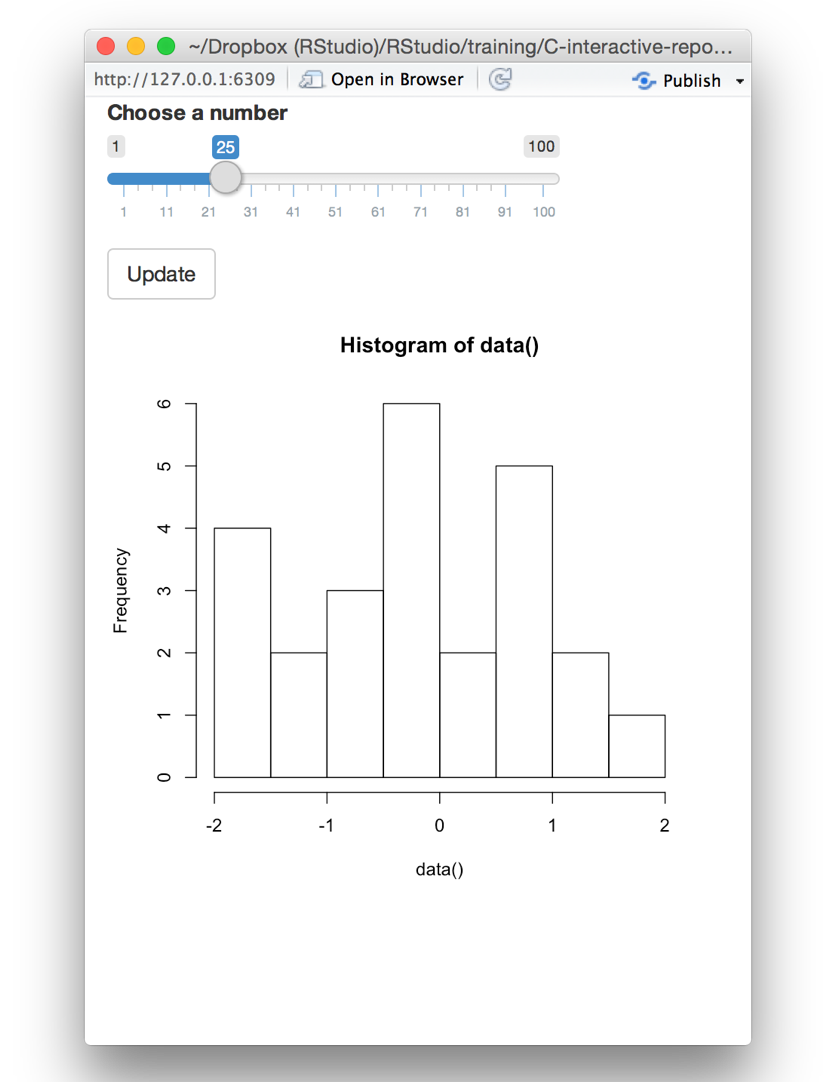 ~/Dropbox (RStudio)/RStudio/training/C-interactive-repo...
http://127.0.0.1:6309 Open in Browser Publish
Choose a number
1 25 100
1 11 21 31 41 51 61 71 81 91 100
Update
Histogram of data()
6
5
4
3
2
1
0
Frequency
-2 -1 0 1 2
data()